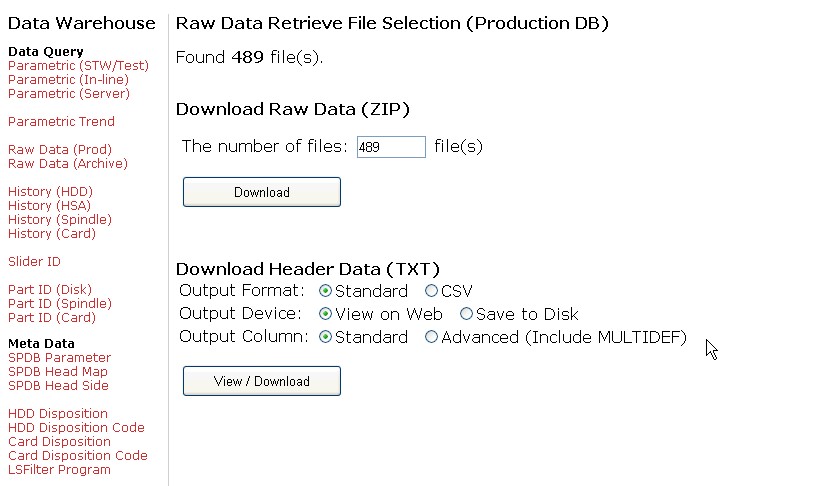 Data Warehouse
Data Query
Parametric (STW/Test)
Parametric (In-line)
Parametric (Server)
Parametric Trend
Raw Data (Prod)
Raw Data (Archive)
History (HDD)
History (HSA)
History (Spindle)
History (Card)
Slider ID
Part ID (Disk)
Part ID (Spindle)
Part ID (Card)
Meta Data
SPDB Parameter
SPDB Head Map
SPDB Head Side
HDD Disposition
HDD Disposition Code
Card Disposition
Card Disposition Code
LSFilter Program
Raw Data Retrieve File Selection (Production DB)
Found 489 file(s).
Download Raw Data (ZIP)
The number of files: 489 file(s)
Download
Download Header Data (TXT)
Output Format: Standard CSV
Output Device: View on Web Save to Disk
Output Column: Standard Advanced (Include MULTIDEF)
View / Download